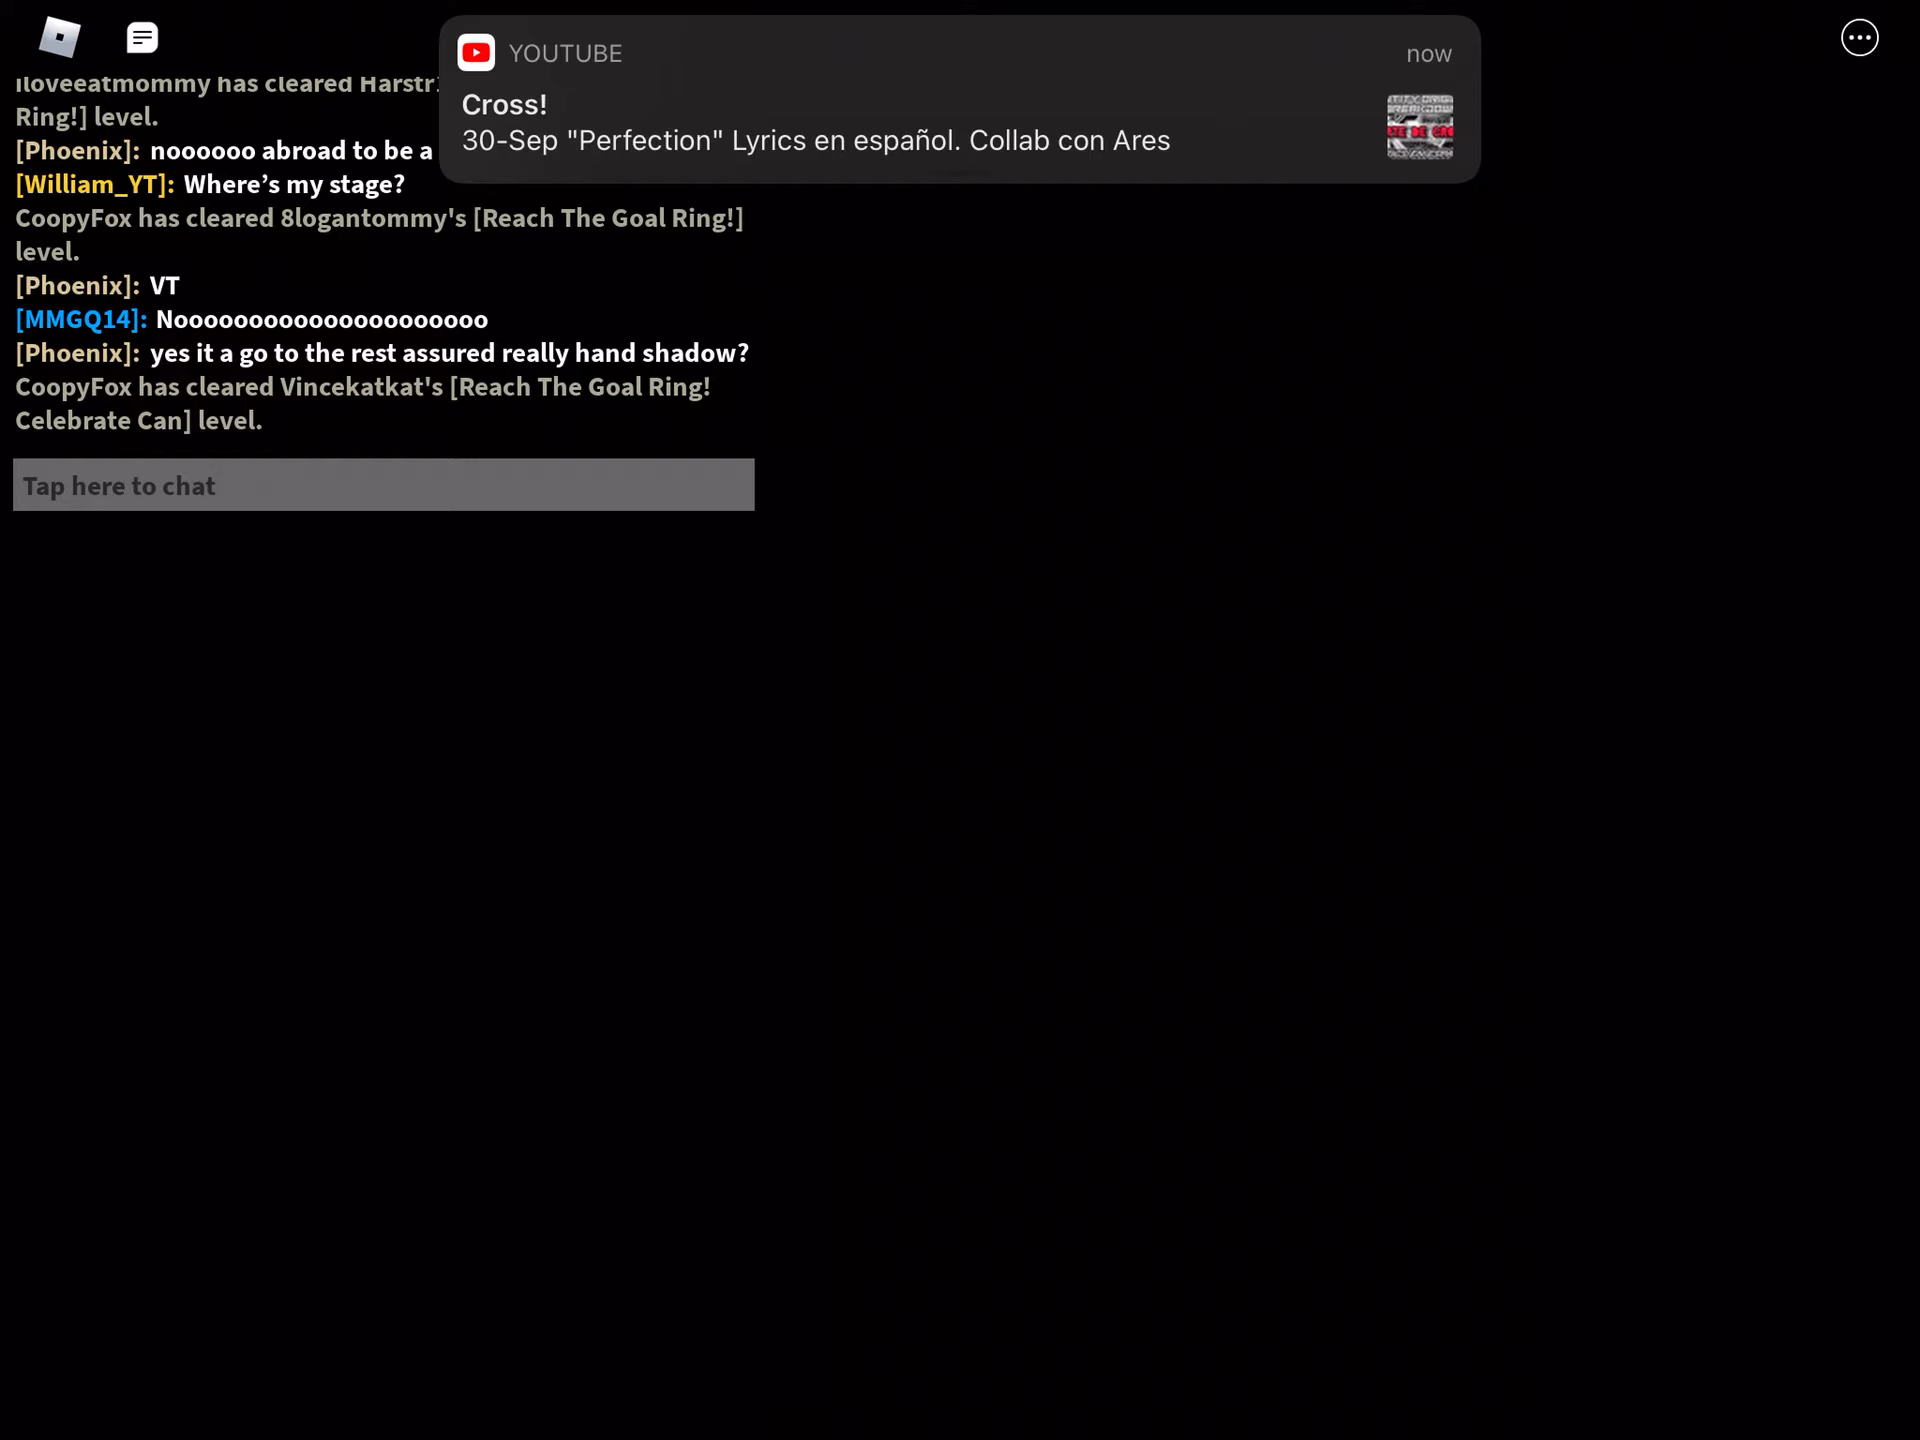 YOUTUBE
now
Cross!
30-Sep "Perfection" Lyrics en español. Collab con Ares
Iloveeatmommy has cleared
Ring!] level.
[Phoenix]: noooooo abroad to be a
[William_YT]: Where’s my stage?
CoopyFox has cleared 8logantommy's [Reach The Goal Ring!]
level.
[Phoenix]: VT
[MMGQ14]: Nooooooooooooooooooooo
[Phoenix]: yes it a go to the rest assured really hand shadow?
CoopyFox has cleared Vincekatkat's [Reach The Goal Ring!
Celebrate Can] level.
Tap here to chat